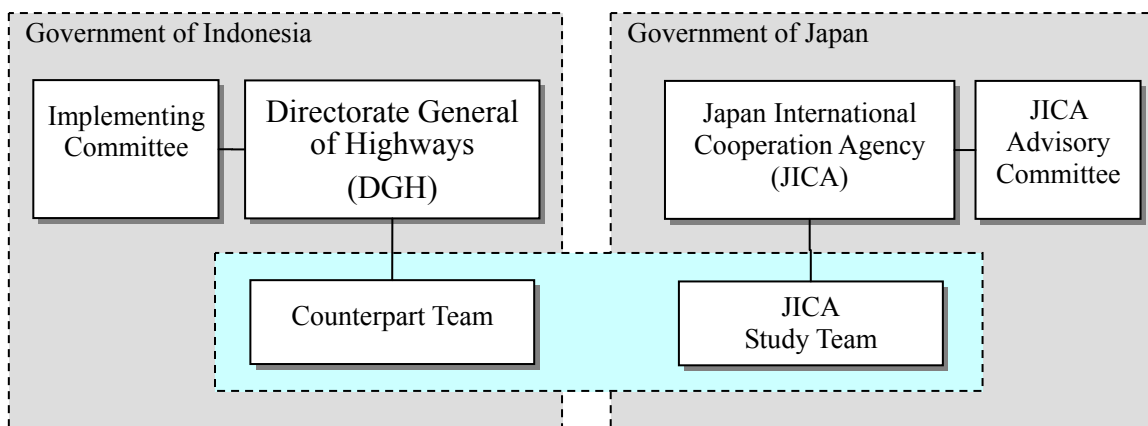 Government of Indonesia
Implementing
Committee
Directorate General
of Highways
(DGH)
Counterpart Team
Government of Japan
Japan International
Cooperation Agency
(JICA)
JICA
Advisory
Committee
JICA
Study Team